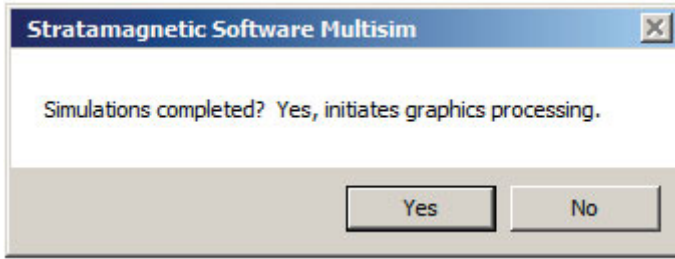 Stratamagnetic Software Multisim
Simulations completed?  Yes, initiates graphics processing.
Yes
No